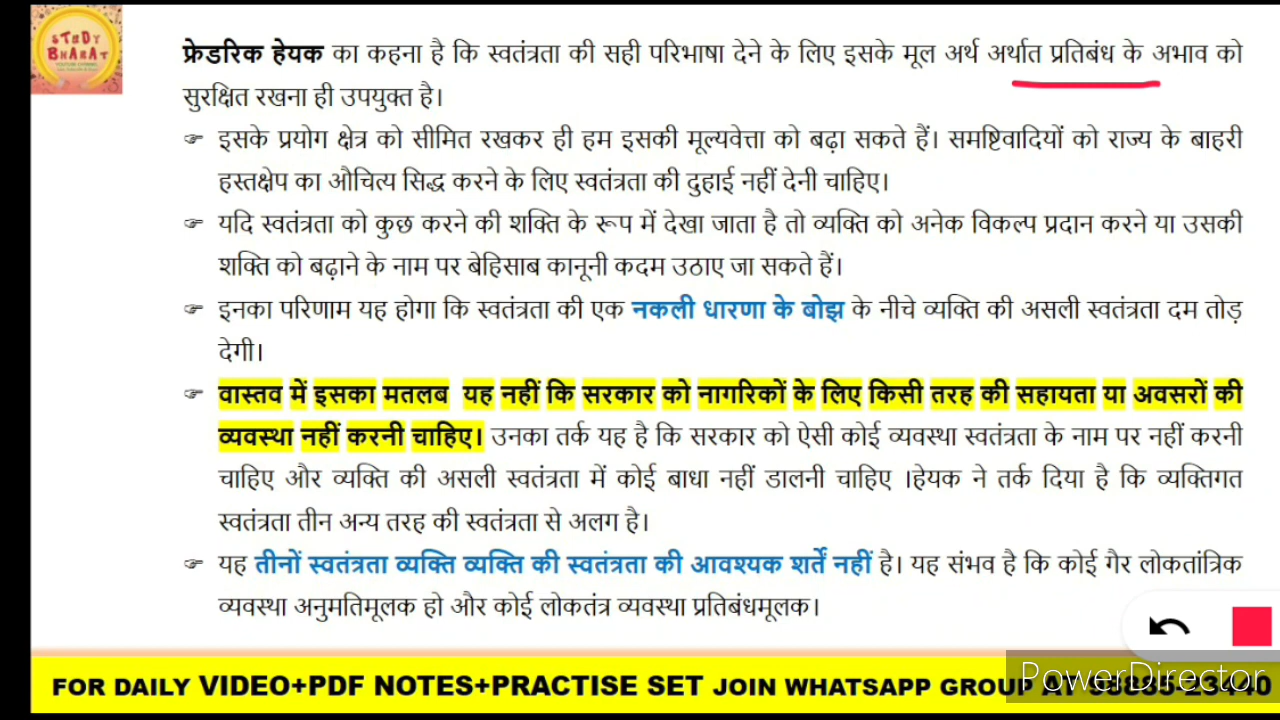 STUDY
BHARAT
फ्रेडरिक हेयक का कहना है कि स्वतंत्रता की सही परिभाषा देने के लिए इसके मूल अर्थ अर्थात प्रतिबंध के अभाव को
सुरक्षित रखना ही उपयुक्त है।
☞ इसके प्रयोग क्षेत्र को सीमित रखकर ही हम इसकी मूल्यवेत्ता को बढ़ा सकते हैं। समष्टिवादियों को राज्य के बाहरी
हस्तक्षेप का औचित्य सिद्ध करने के लिए स्वतंत्रता की दुहाई नहीं देनी चाहिए।
☞ यदि स्वतंत्रता को कुछ करने की शक्ति के रूप में देखा जाता है तो व्यक्ति को अनेक विकल्प प्रदान करने या उसकी
शक्ति को बढ़ाने के नाम पर बेहिसाब कानूनी कदम उठाए जा सकते हैं।
☞ इनका परिणाम यह होगा कि स्वतंत्रता की एक नकली धारणा के बोझ के नीचे व्यक्ति की असली स्वतंत्रता दम तोड़
देगी।
☞ वास्तव में इसका मतलब यह नहीं कि सरकार को नागरिकों के लिए किसी तरह की सहायता या अवसरों की
व्यवस्था नहीं करनी चाहिए। उनका तर्क यह है कि सरकार को ऐसी कोई व्यवस्था स्वतंत्रता के नाम पर नहीं करनी
चाहिए और व्यक्ति की असली स्वतंत्रता में कोई बाधा नहीं डालनी चाहिए ।हेयक ने तर्क दिया है कि व्यक्तिगत
स्वतंत्रता तीन अन्य तरह की स्वतंत्रता से अलग है।
☞ यह तीनों स्वतंत्रता व्यक्ति व्यक्ति की स्वतंत्रता की आवश्यक शर्तें नहीं है। यह संभव है कि कोई गैर लोकतांत्रिक
व्यवस्था अनुमतिमूलक हो और कोई लोकतंत्र व्यवस्था प्रतिबंधमूलक।
FOR DAILY VIDEO+PDF NOTES+PRACTISE SET JOIN WHATSAPP GROUP AT
PowerDirector